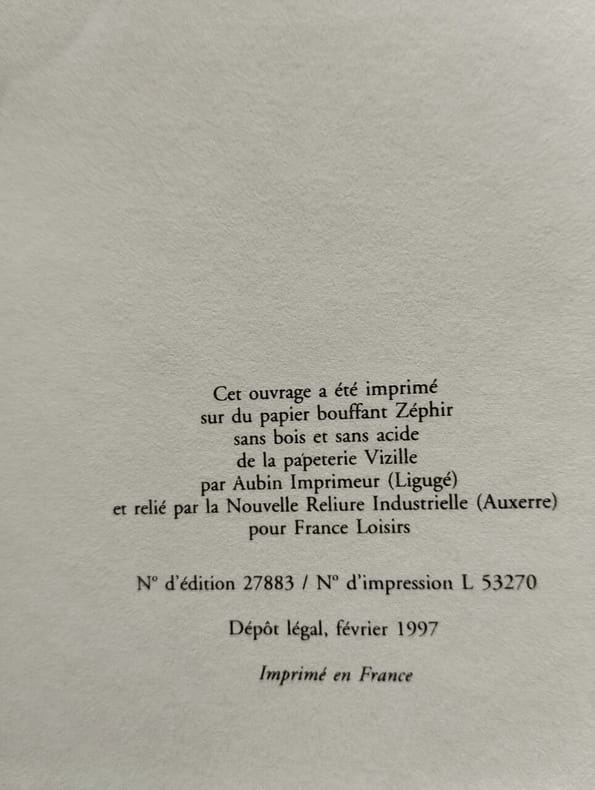 Cet ouvrage a été imprimé
sur du papier bouffant Zéphir
sans bois et sans acide
de la papeterie Vizille
par Aubin Imprimeur (Ligugé)
et relié par la Nouvelle Reliure Industrielle (Auxerre)
pour France Loisirs
Nº d'édition 27883 / Nº d'impression L 53270
Dépôt légal, février 1997
Imprimé en France